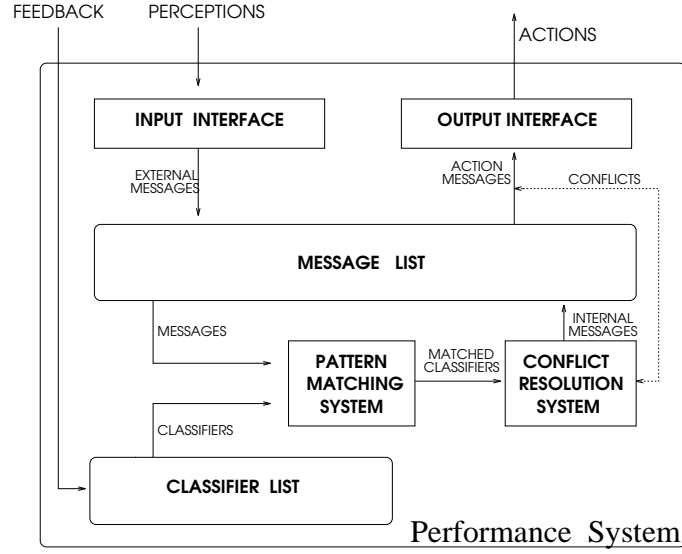 FEEDBACK PERCEPTIONS
ACTIONS
INPUT INTERFACE
OUTPUT INTERFACE
EXTERNAL
MESSAGES
ACTION
MESSAGES
CONFLICTS
MESSAGE LIST
MESSAGES
INTERNAL
MESSAGES
PATTERN
MATCHING
SYSTEM
MATCHED
CLASSIFIERS
CONFLICT
RESOLUTION
SYSTEM
CLASSIFIERS
CLASSIFIER LIST
Performance System